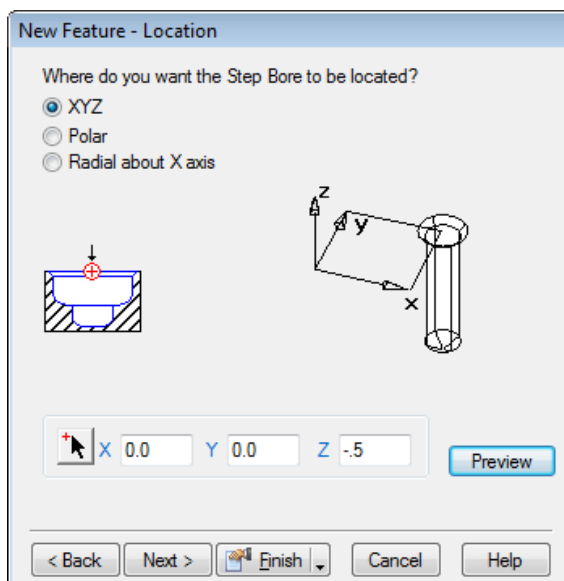 New Feature - Location
Where do you want the Step Bore to be located?
XYZ
Polar
Radial about X axis
z
y
x
X 0.0 Y 0.0 Z -.5
Preview
< Back Next > Finish Cancel Help